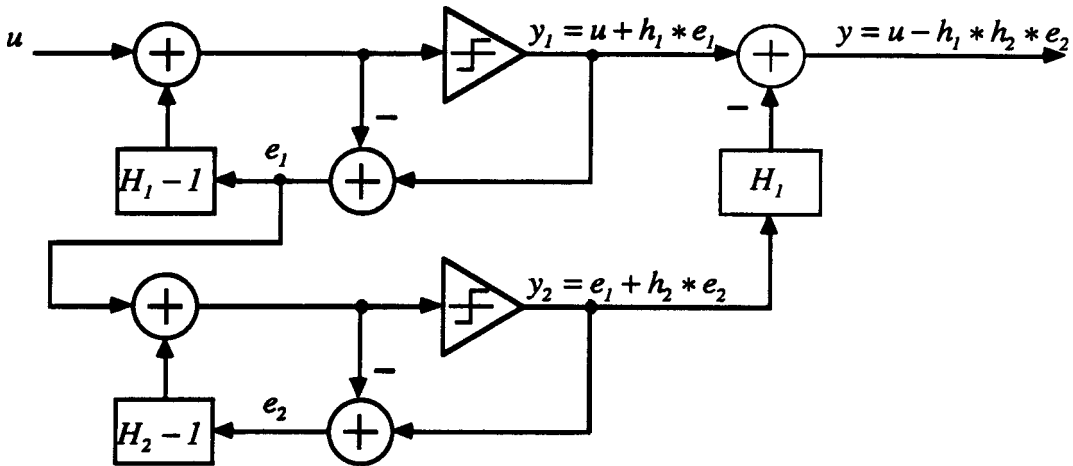 u
y₁ = u + h₁ * e₁
y = u − h₁ * h₂ * e₂
+
+
−
−
H₁ − 1
e₁
+
H₁
+
y₂ = e₁ + h₂ * e₂
−
H₂ − 1
e₂
+